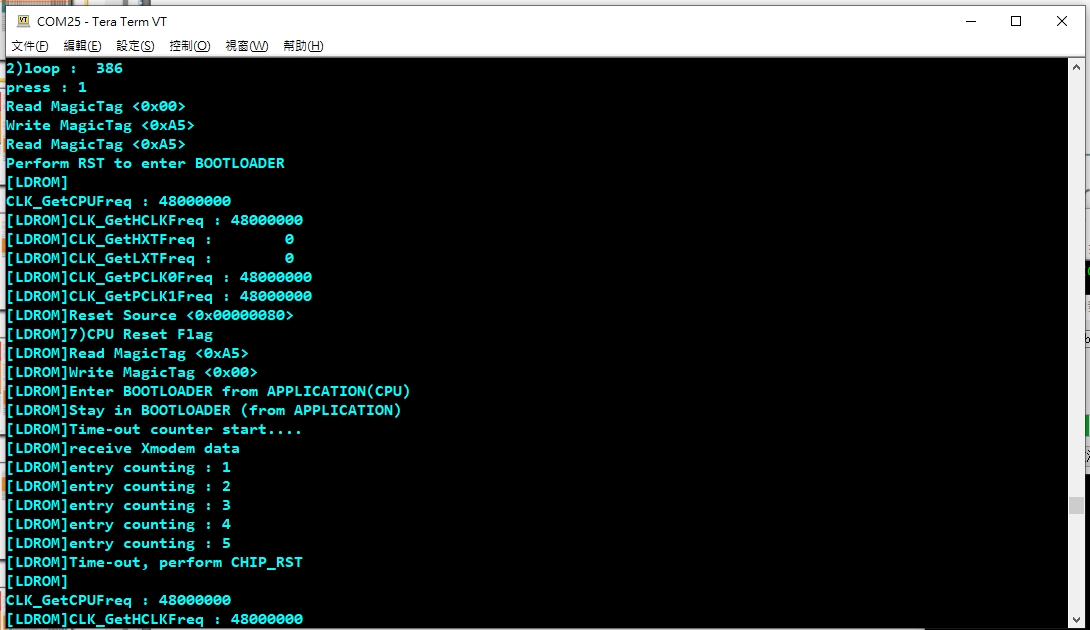 COM25 - Tera Term VT
文件(F) 編輯(E) 設定(S) 控制(O) 視窗(W) 幫助(H)
2)loop :  386
press : 1
Read MagicTag <0x00>
Write MagicTag <0xA5>
Read MagicTag <0xA5>
Perform RST to enter BOOTLOADER
[LDROM]
CLK_GetCPUFreq : 48000000
[LDROM]CLK_GetHCLKFreq : 48000000
[LDROM]CLK_GetHXTFreq :        0
[LDROM]CLK_GetLXTFreq :        0
[LDROM]CLK_GetPCLK0Freq : 48000000
[LDROM]CLK_GetPCLK1Freq : 48000000
[LDROM]Reset Source <0x00000080>
[LDROM]7)CPU Reset Flag
[LDROM]Read MagicTag <0xA5>
[LDROM]Write MagicTag <0x00>
[LDROM]Enter BOOTLOADER from APPLICATION(CPU)
[LDROM]Stay in BOOTLOADER (from APPLICATION)
[LDROM]Time-out counter start....
[LDROM]receive Xmodem data
[LDROM]entry counting : 1
[LDROM]entry counting : 2
[LDROM]entry counting : 3
[LDROM]entry counting : 4
[LDROM]entry counting : 5
[LDROM]Time-out, perform CHIP_RST
[LDROM]
CLK_GetCPUFreq : 48000000
[LDROM]CLK_GetHCLKFreq : 48000000